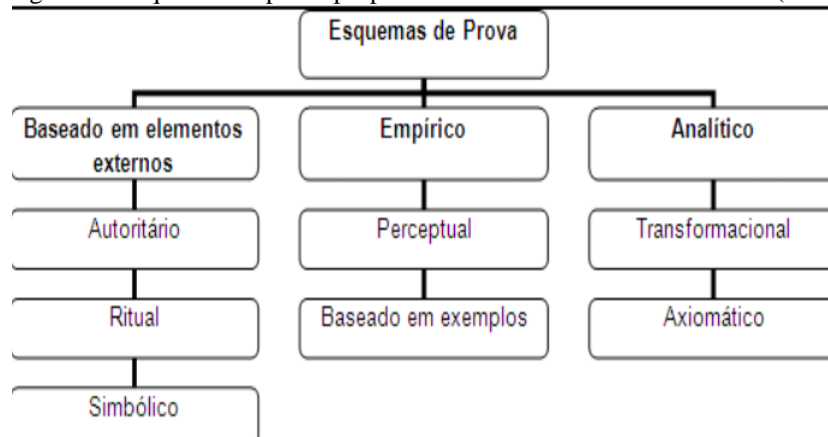 Esquemas de Prova
Baseado em elementos
externos
Empírico
Analítico
Autoritário
Perceptual
Transformacional
Ritual
Baseado em exemplos
Axiomático
Simbólico